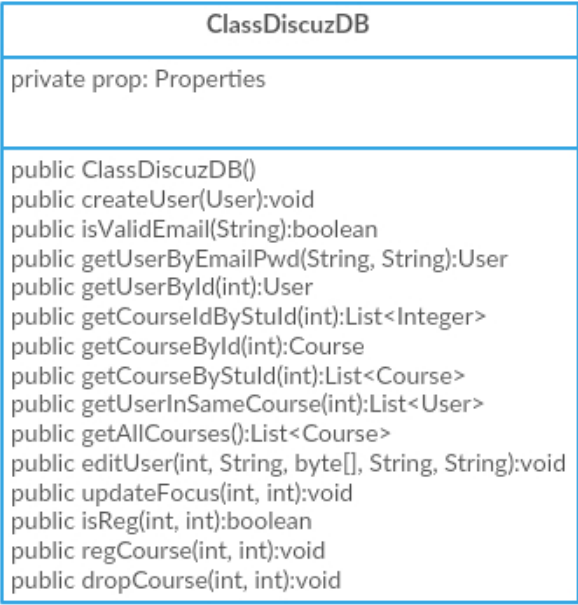 ClassDiscuzDB
private prop: Properties
public ClassDiscuzDB()
public createUser(User):void
public isValidEmail(String):boolean
public getUserByEmailPwd(String, String):User
public getUserById(int):User
public getCourseIdByStuId(int):List<Integer>
public getCourseById(int):Course
public getCourseByStuId(int):List<Course>
public getUserInSameCourse(int):List<User>
public getAllCourses():List<Course>
public editUser(int, String, byte[], String, String):void
public updateFocus(int, int):void
public isReg(int, int):boolean
public regCourse(int, int):void
public dropCourse(int, int):void